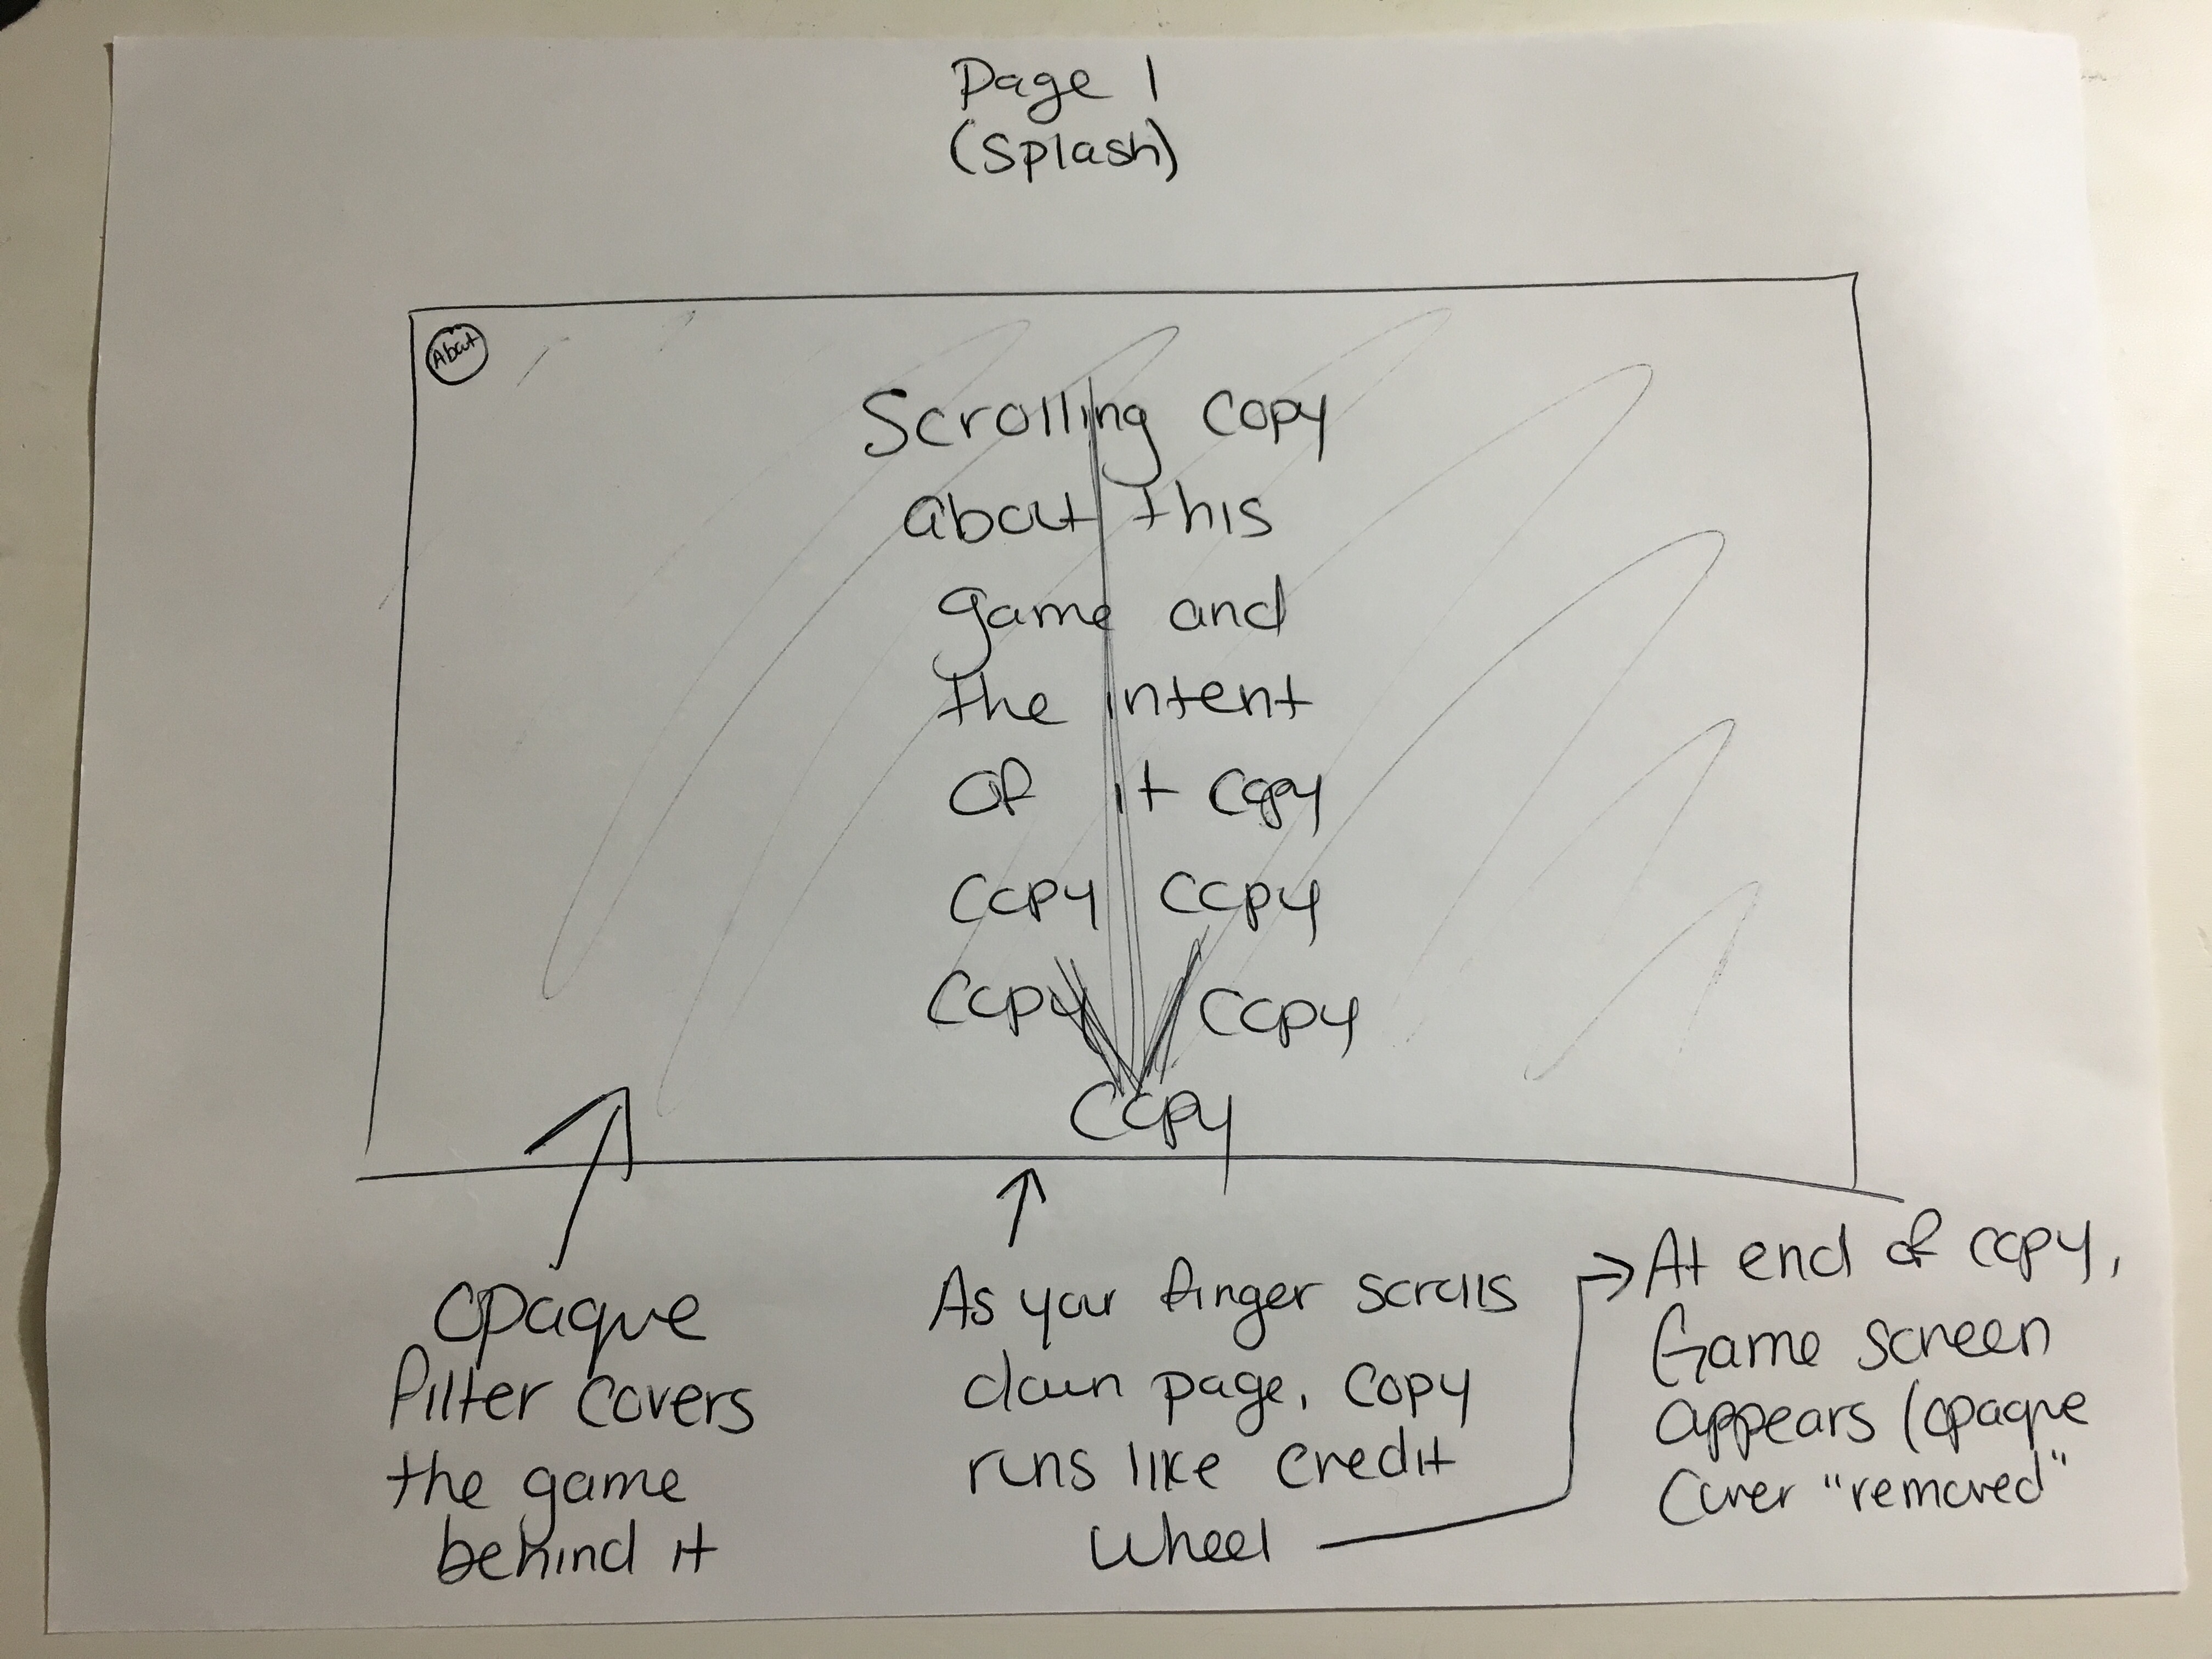 Page 1
(Splash)
About
Scrolling copy
about this
game and
the intent
of it copy
copy copy
copy copy
copy
opaque
filter covers
the game
behind it
As your finger scrolls
down page, copy
runs like credit
wheel
At end of copy,
Game screen
appears (opaque
cover "removed"